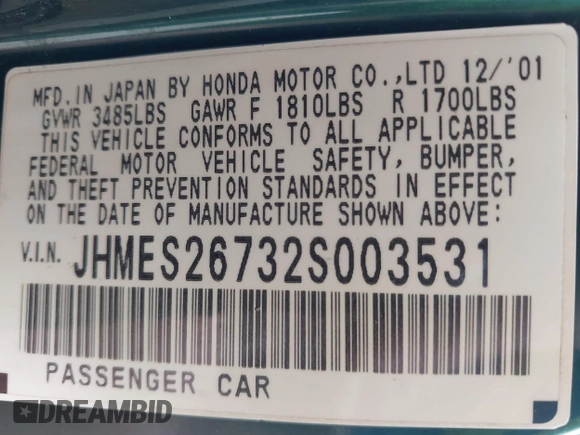 MFD. IN JAPAN BY HONDA MOTOR CO.,LTD 12/'01
GVWR 3485LBS GAWR F 1810LBS R 1700LBS
THIS VEHICLE CONFORMS TO ALL APPLICABLE
FEDERAL MOTOR VEHICLE SAFETY, BUMPER,
AND THEFT PREVENTION STANDARDS IN EFFECT
ON THE DATE OF MANUFACTURE SHOWN ABOVE:
V.I.N. JHMES26732S003531
PASSENGER CAR
DREAMBID